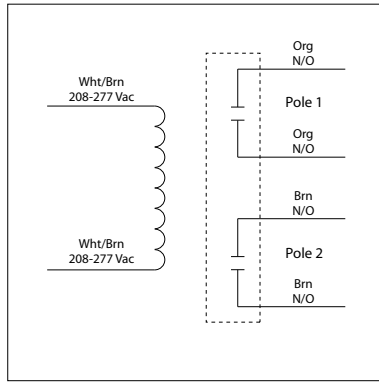 Wht/Brn
208-277 Vac
Wht/Brn
208-277 Vac
Org
N/O
Pole 1
Org
N/O
Brn
N/O
Pole 2
Brn
N/O